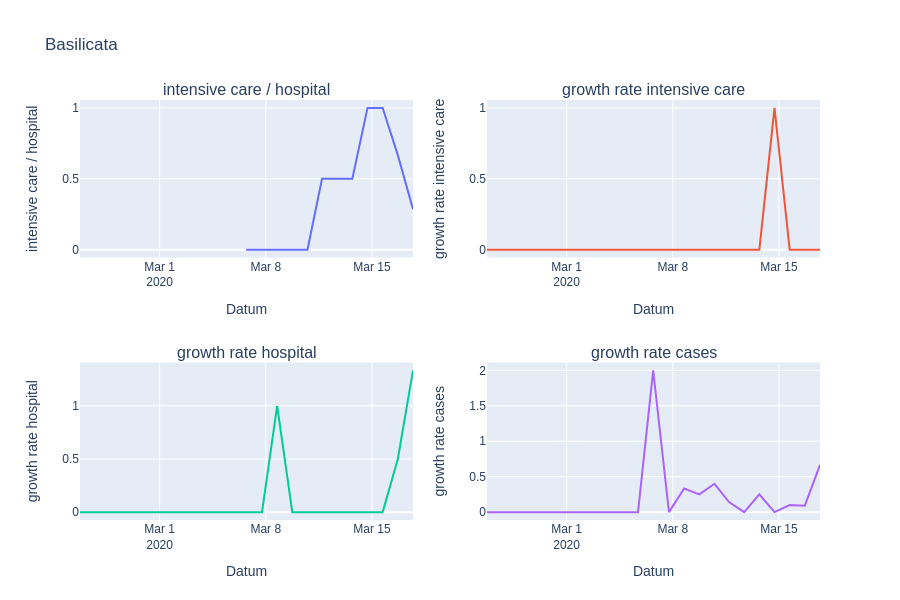 Basilicata
intensive care / hospital
growth rate intensive care
intensive care / hospital
1
0.5
0
Mar 1
2020
Mar 8
Mar 15
Datum
growth rate intensive care
1
0.5
0
Mar 1
2020
Mar 8
Mar 15
Datum
growth rate hospital
growth rate cases
growth rate hospital
1
0.5
0
Mar 1
2020
Mar 8
Mar 15
Datum
growth rate cases
2
1.5
1
0.5
0
Mar 1
2020
Mar 8
Mar 15
Datum